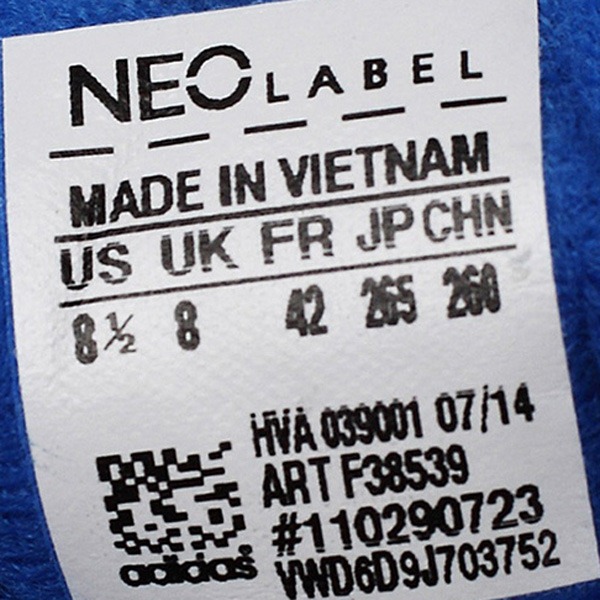 NEO LABEL
MADE IN VIETNAM
US UK FR JP CHN
8½ 8 42 265 260
HVA 039001 07/14
ART F38539
#110290723
adidas® VWD6D9J703752